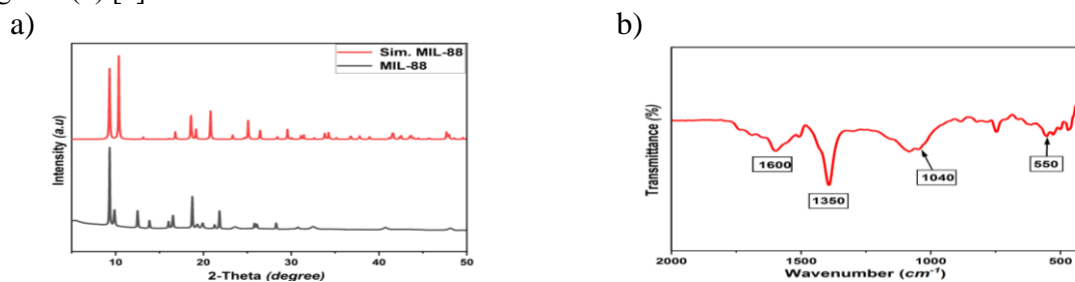 a)
b)
Sim. MIL-88
MIL-88
Intensity (a.u)
10
20
30
40
50
2-Theta (degree)
Transmittance (%)
1600
1350
1040
550
2000
1500
1000
500
Wavenumber (cm⁻¹)